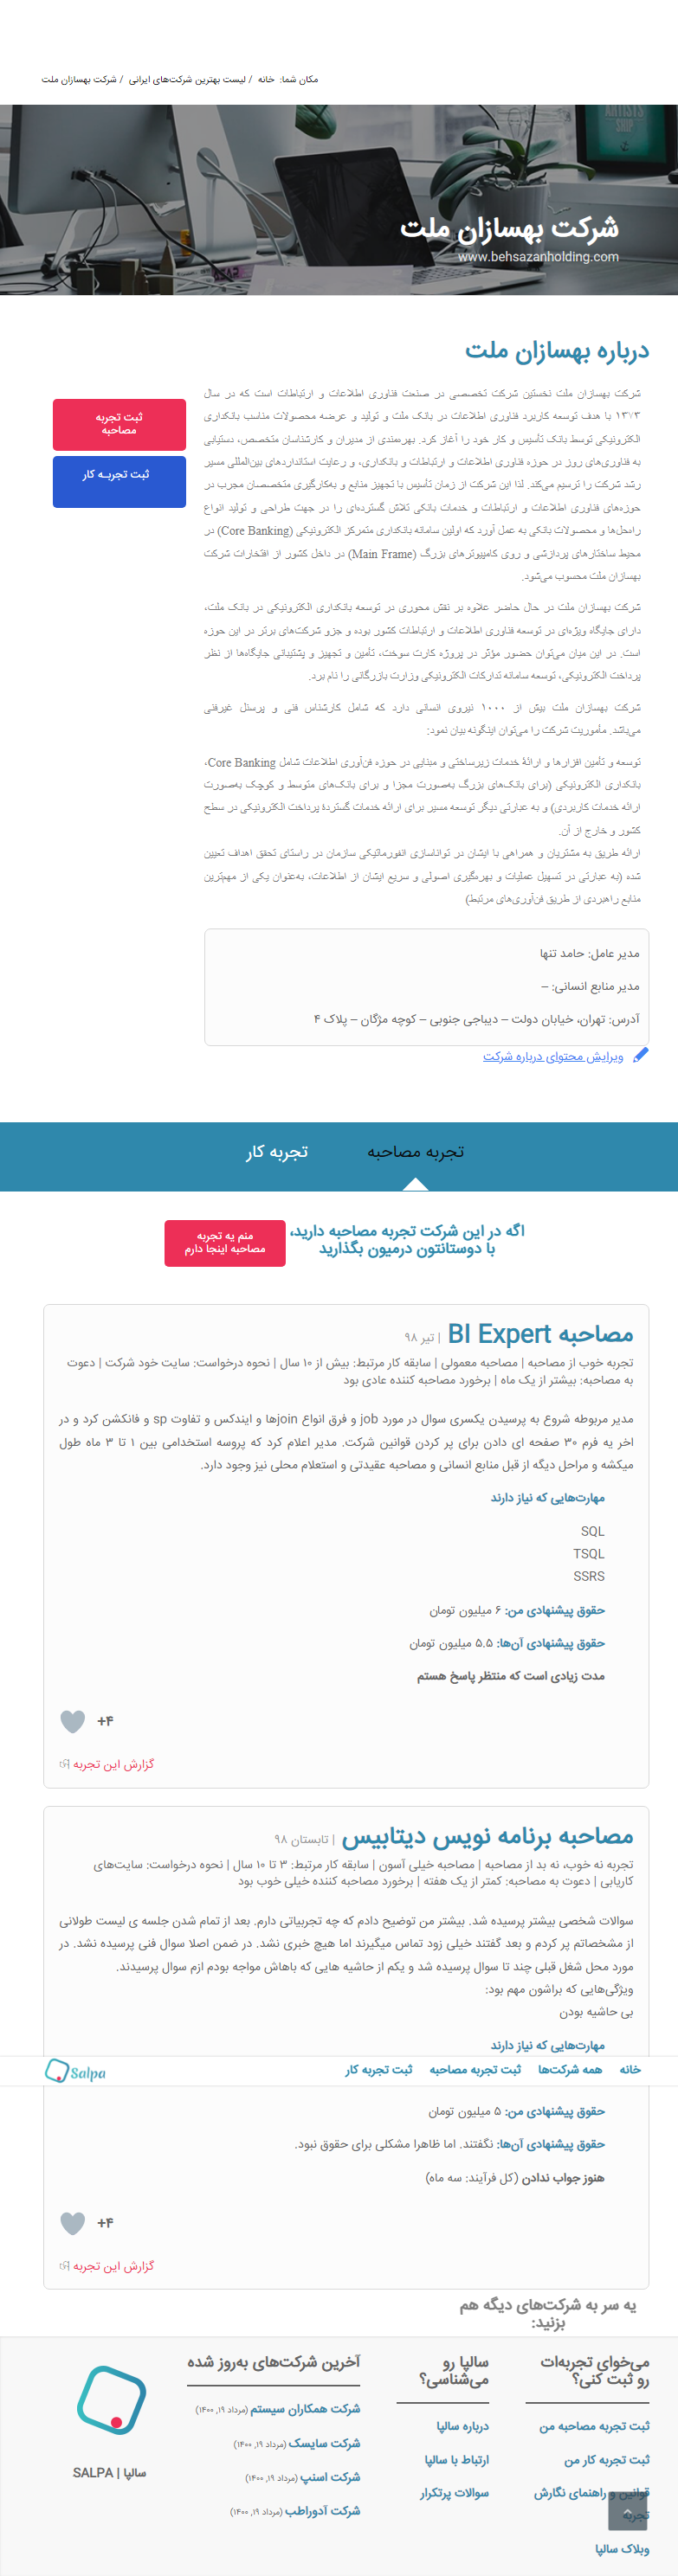 مکان شما: خانه / لیست بهترین شرکت‌های ایرانی / شرکت بهسازان ملت
شرکت بهسازان ملت
www.behsazanholding.com
درباره بهسازان ملت
ثبت تجربه
مصاحبه
ثبت تجربـه کار
شرکت بهسازان ملت نخستین شرکت تخصصی در صنعت فناوری اطلاعات و ارتباطات است که در سال
۱۳۷۳ با هدف توسعه کاربرد فناوری اطلاعات در بانک ملت و تولید و عرضه محصولات مناسب بانکداری
الکترونیکی توسط بانک تأسیس و کار خود را آغاز کرد. بهره‌مندی از مدیران و کارشناسان متخصص، دستیابی
به فناوری‌های روز در حوزه فناوری اطلاعات و ارتباطات و بانکداری، و رعایت استانداردهای بین‌المللی مسیر
رشد شرکت را ترسیم می‌کند. لذا این شرکت از زمان تأسیس با تجهیز منابع و به‌کارگیری متخصصان مجرب در
حوزه‌های فناوری اطلاعات و ارتباطات و خدمات بانکی تلاش گسترده‌ای را در جهت طراحی و تولید انواع
راه‌حل‌ها و محصولات بانکی به عمل آورد که اولین سامانه بانکداری متمرکز الکترونیکی (Core Banking) در
محیط ساختارهای پردازشی و روی کامپیوترهای بزرگ (Main Frame) در داخل کشور از افتخارات شرکت
بهسازان ملت محسوب می‌شود.
شرکت بهسازان ملت در حال حاضر علاوه بر نقش محوری در توسعه بانکداری الکترونیکی در بانک ملت،
دارای جایگاه ویژه‌ای در توسعه فناوری اطلاعات و ارتباطات کشور بوده و جزو شرکت‌های برتر در این حوزه
است. در این میان می‌توان حضور مؤثر در پروژه کارت سوخت، تأمین و تجهیز و پشتیبانی جایگاه‌ها از نظر
پرداخت الکترونیکی، توسعه سامانه تدارکات الکترونیکی وزارت بازرگانی را نام برد.
شرکت بهسازان ملت بیش از ۱۰۰۰ نیروی انسانی دارد که شامل کارشناس فنی و پرسنل غیرفنی
می‌باشد. مأموریت شرکت را می‌توان اینگونه بیان نمود:
توسعه و تأمین افزارها و ارائهٔ خدمات زیرساختی و مبنایی در حوزه فن‌آوری اطلاعات شامل Core Banking،
بانکداری الکترونیکی (برای بانک‌های بزرگ به‌صورت مجزا و برای بانک‌های متوسط و کوچک به‌صورت
ارائه خدمات کاربردی) و به عبارتی دیگر توسعه مسیر برای ارائه خدمات گستردهٔ پرداخت الکترونیکی در سطح
کشور و خارج از آن.
ارائه طریق به مشتریان و همراهی با ایشان در تواناسازی انفورماتیکی سازمان در راستای تحقق اهداف تعیین
شده (به عبارتی در تسهیل عملیات و بهره‌گیری اصولی و سریع ایشان از اطلاعات، به‌عنوان یکی از مهم‌ترین
منابع راهبردی از طریق فن‌آوری‌های مرتبط)
مدیر عامل: حامد تنها
مدیر منابع انسانی: –
آدرس: تهران، خیابان دولت – دیباجی جنوبی – کوچه مژگان – پلاک ۴
ویرایش محتوای درباره شرکت
تجربه مصاحبه
تجربه کار
اگه در این شرکت تجربه مصاحبه دارید،
با دوستانتون درمیون بگذارید
منم یه تجربه
مصاحبه اینجا دارم
مصاحبه BI Expert | تیر ۹۸
تجربه خوب از مصاحبه | مصاحبه معمولی | سابقه کار مرتبط: بیش از ۱۰ سال | نحوه درخواست: سایت خود شرکت | دعوت
به مصاحبه: بیشتر از یک ماه | برخورد مصاحبه کننده عادی بود
مدیر مربوطه شروع به پرسیدن یکسری سوال در مورد job و فرق انواع joinها و ایندکس و تفاوت sp و فانکشن کرد و در
اخر یه فرم ۳۰ صفحه ای دادن برای پر کردن قوانین شرکت. مدیر اعلام کرد که پروسه استخدامی بین ۱ تا ۳ ماه طول
میکشه و مراحل دیگه از قبل منابع انسانی و مصاحبه عقیدتی و استعلام محلی نیز وجود دارد.
مهارت‌هایی که نیاز دارند
SQL
TSQL
SSRS
حقوق پیشنهادی من: ۶ میلیون تومان
حقوق پیشنهادی آن‌ها: ۵.۵ میلیون تومان
مدت زیادی است که منتظر پاسخ هستم
+۴
گزارش این تجربه
مصاحبه برنامه نویس دیتابیس | تابستان ۹۸
تجربه نه خوب، نه بد از مصاحبه | مصاحبه خیلی آسون | سابقه کار مرتبط: ۳ تا ۱۰ سال | نحوه درخواست: سایت‌های
کاریابی | دعوت به مصاحبه: کمتر از یک هفته | برخورد مصاحبه کننده خیلی خوب بود
سوالات شخصی بیشتر پرسیده شد. بیشتر من توضیح دادم که چه تجربیاتی دارم. بعد از تمام شدن جلسه ی لیست طولانی
از مشخصاتم پر کردم و بعد گفتند خیلی زود تماس میگیرند اما هیچ خبری نشد. در ضمن اصلا سوال فنی پرسیده نشد. در
مورد محل شغل قبلی چند تا سوال پرسیده شد و یکم از حاشیه هایی که باهاش مواجه بودم ازم سوال پرسیدند.
ویژگی‌هایی که براشون مهم بود:
بی حاشیه بودن
مهارت‌هایی که نیاز دارند
خانه
همه شرکت‌ها
ثبت تجربه مصاحبه
ثبت تجربه کار
Salpa
حقوق پیشنهادی من: ۵ میلیون تومان
حقوق پیشنهادی آن‌ها: نگفتند. اما ظاهرا مشکلی برای حقوق نبود.
هنوز جواب ندادن (کل فرآیند: سه ماه)
+۴
گزارش این تجربه
یه سر به شرکت‌های دیگه هم
بزنید:
می‌خوای تجربه‌ات
رو ثبت کنی؟
ثبت تجربه مصاحبه من
ثبت تجربه کار من
قوانین و راهنمای نگارش
تجربه
وبلاگ سالپا
سالپا رو
می‌شناسی؟
درباره سالپا
ارتباط با سالپا
سوالات پرتکرار
آخرین شرکت‌های به‌روز شده
شرکت همکاران سیستم (مرداد ۱۹, ۱۴۰۰)
شرکت سایسک (مرداد ۱۹, ۱۴۰۰)
شرکت اسنپ (مرداد ۱۹, ۱۴۰۰)
شرکت آدوراطب (مرداد ۱۹, ۱۴۰۰)
سالپا | SALPA